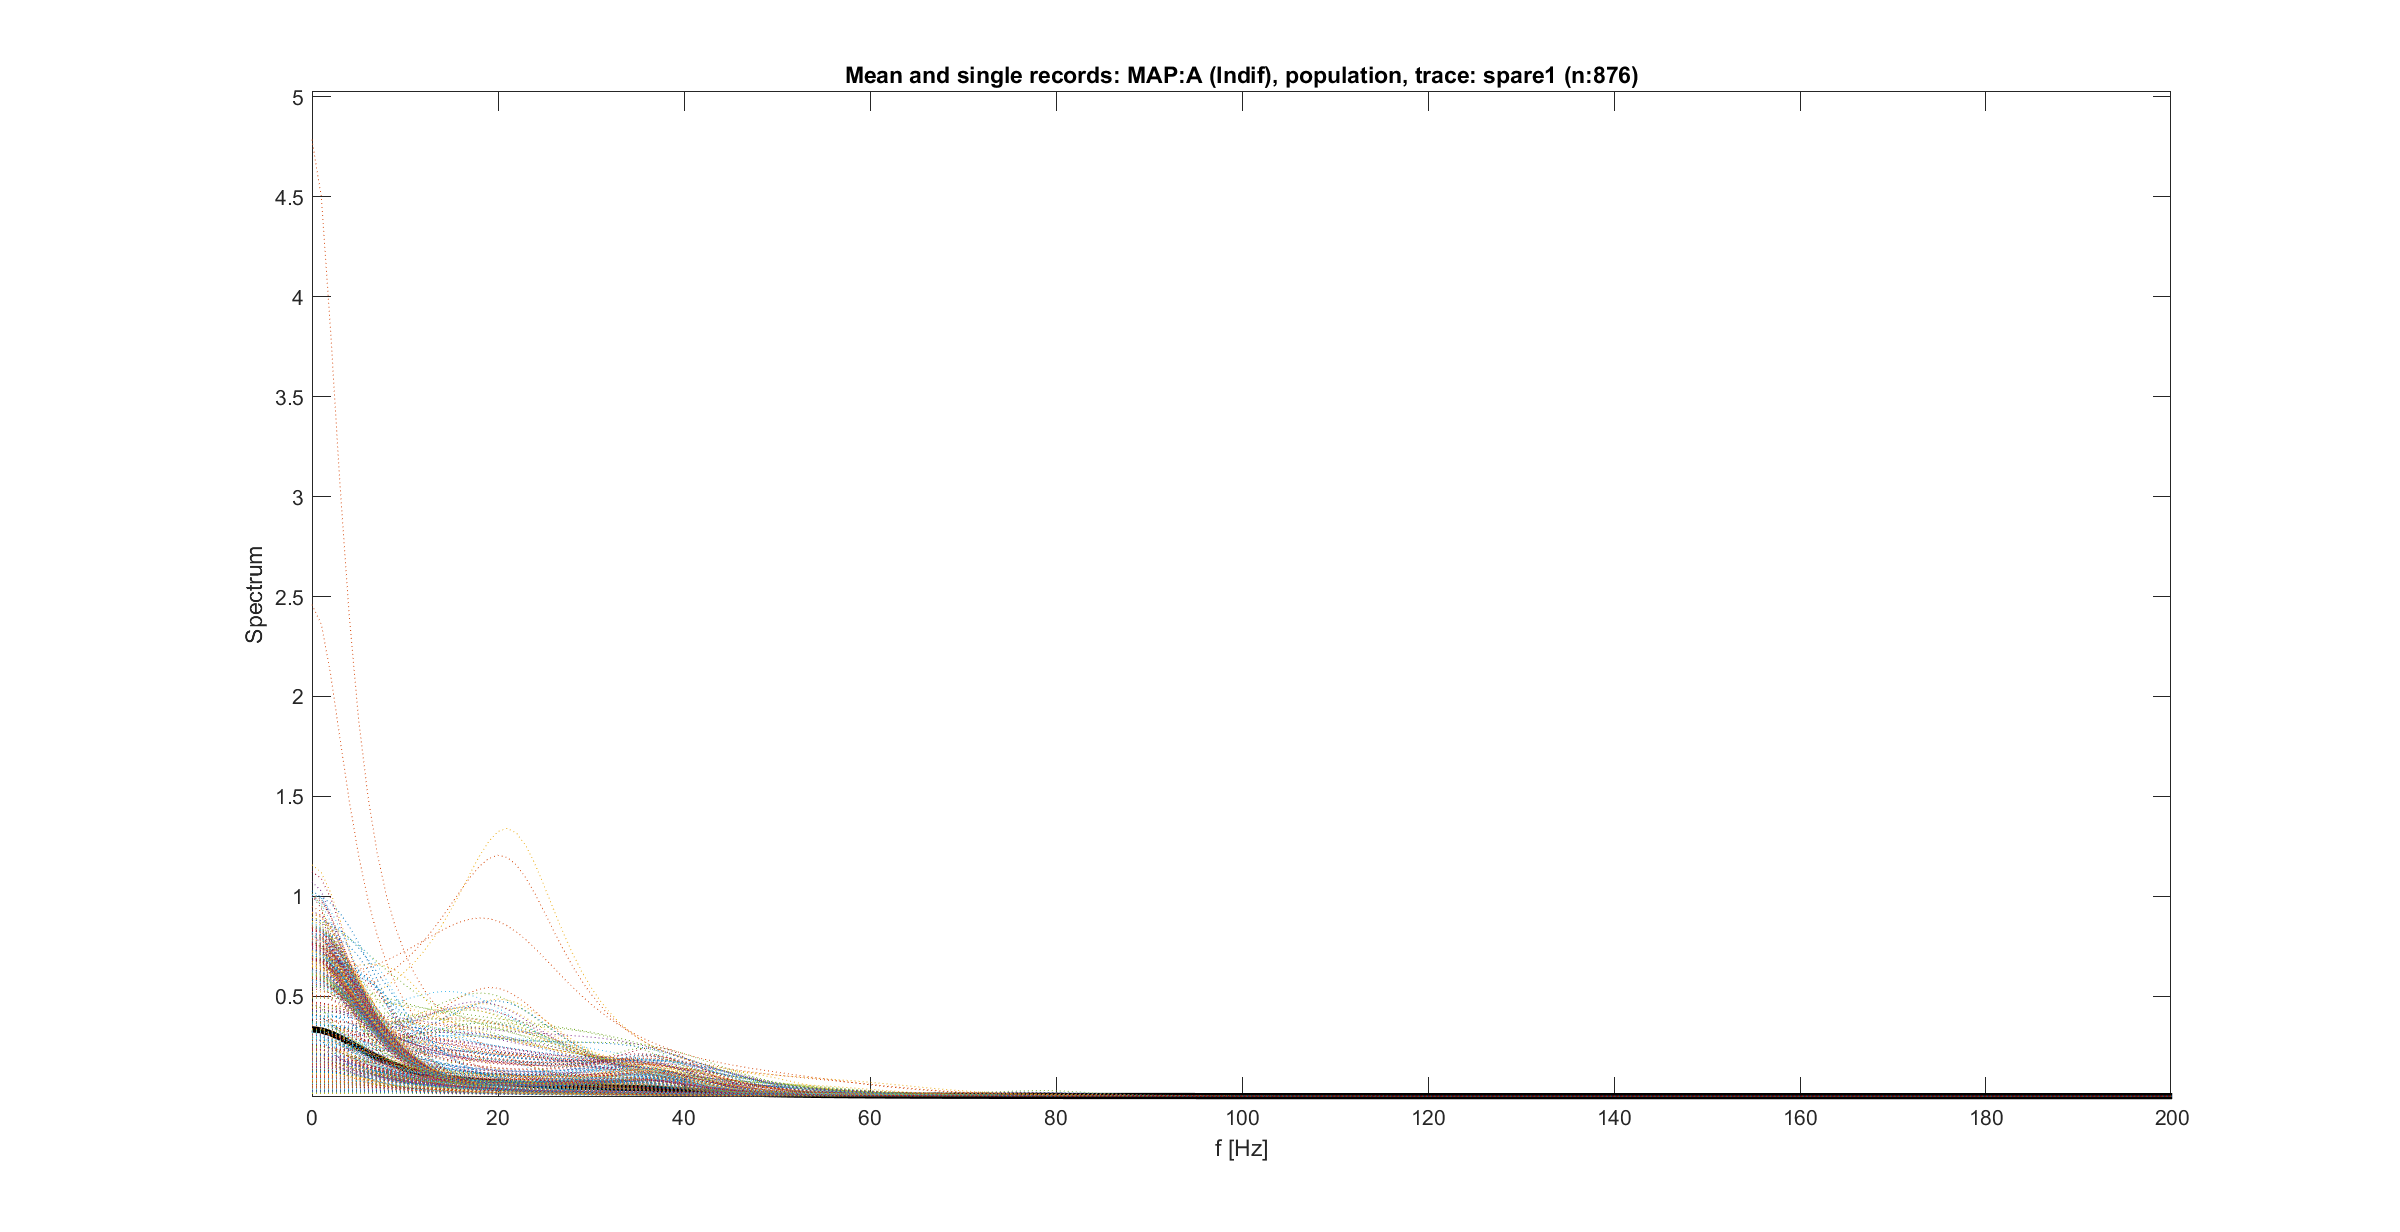 Mean and single records: MAP:A (Indif), population, trace: spare1 (n:876)
5
4.5
4
3.5
3
2.5
2
1.5
1
0.5
Spectrum
0 20 40 60 80 100 120 140 160 180 200
f [Hz]